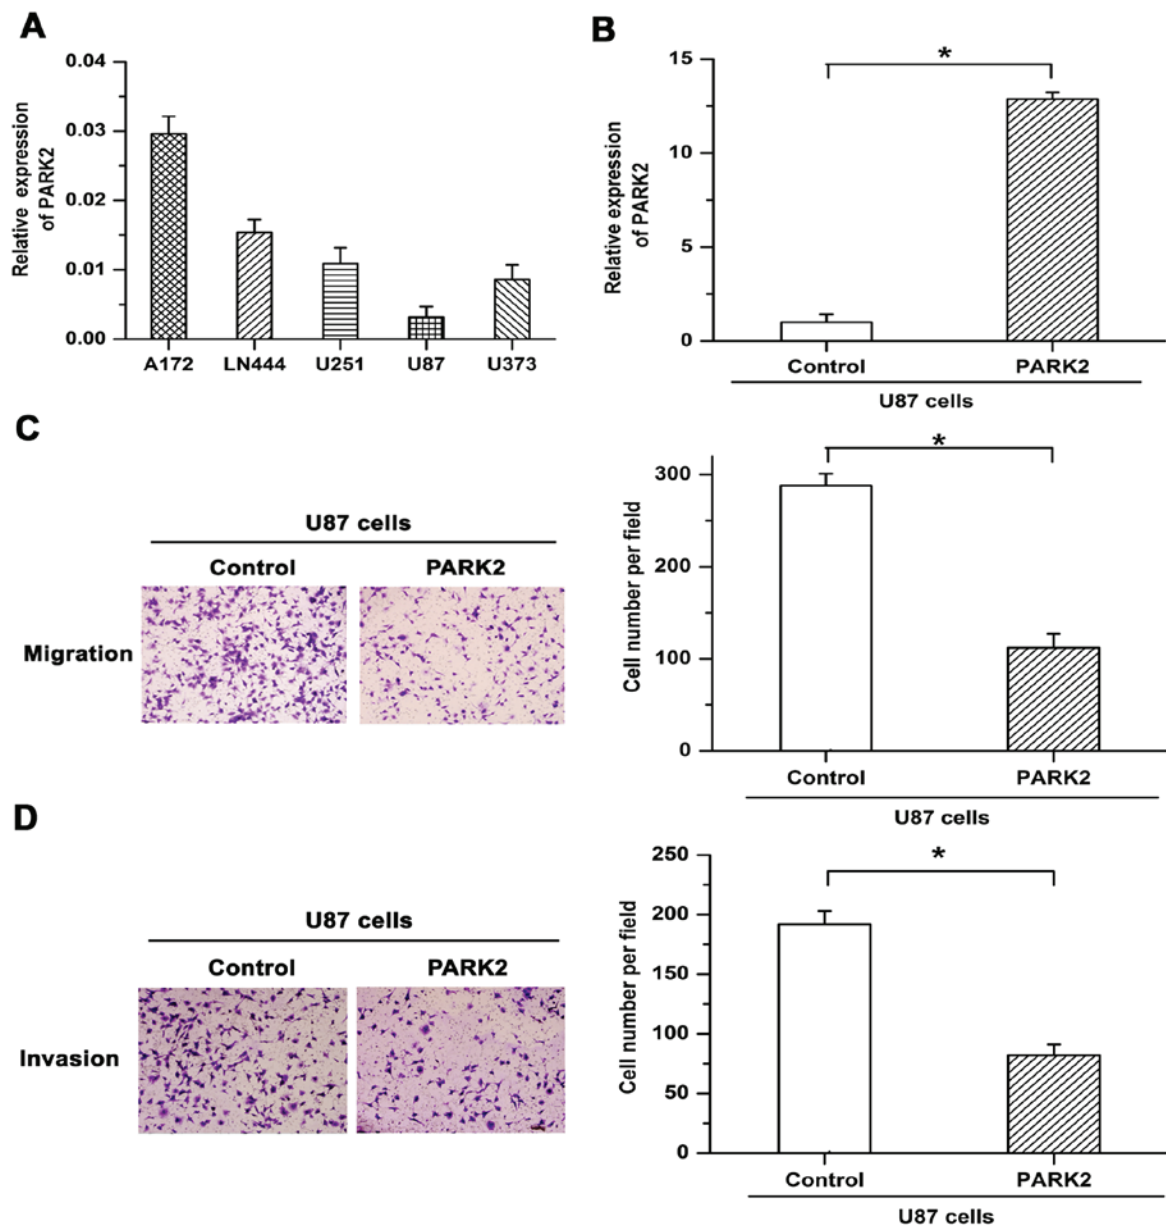 A
0.04
0.03
0.02
0.01
0.00
Relative expression
of PARK2
A172 LN444 U251 U87 U373
B
15
10
5
0
Relative expression
of PARK2
*
Control PARK2
U87 cells
C
U87 cells
Control PARK2
Migration
300
200
100
0
Cell number per field
*
Control PARK2
U87 cells
D
U87 cells
Control PARK2
Invasion
250
200
150
100
50
0
Cell number per field
*
Control PARK2
U87 cells